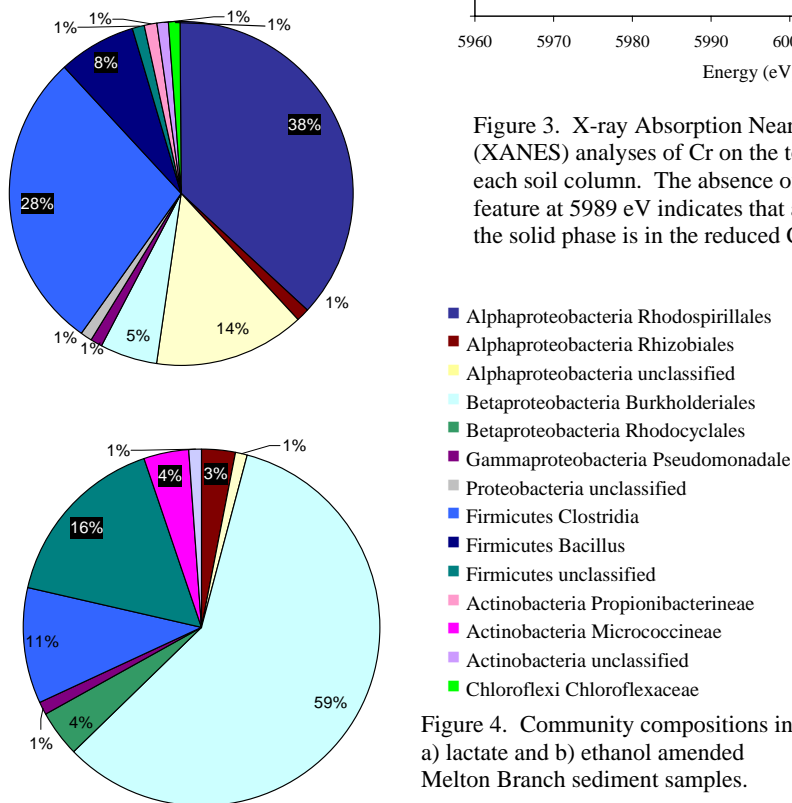 1%
1%
1%
1%
8%
38%
28%
1%
1%
1%
5%
14%
5960 5970 5980 5990
Energy (eV
Figure 3. X-ray Absorption Near
(XANES) analyses of Cr on the
each soil column. The absence
feature at 5989 eV indicates that
the solid phase is in the reduced
Alphaproteobacteria Rhodospirillales
Alphaproteobacteria Rhizobiales
Alphaproteobacteria unclassified
Betaproteobacteria Burkholderiales
Betaproteobacteria Rhodocyclales
Gammaproteobacteria Pseudomonadale
Proteobacteria unclassified
Firmicutes Clostridia
Firmicutes Bacillus
Firmicutes unclassified
Actinobacteria Propionibacterineae
Actinobacteria Micrococcineae
Actinobacteria unclassified
Chloroflexi Chloroflexaceae
1%
4%
3%
1%
16%
11%
59%
4%
1%
Figure 4. Community compositions in
a) lactate and b) ethanol amended
Melton Branch sediment samples.